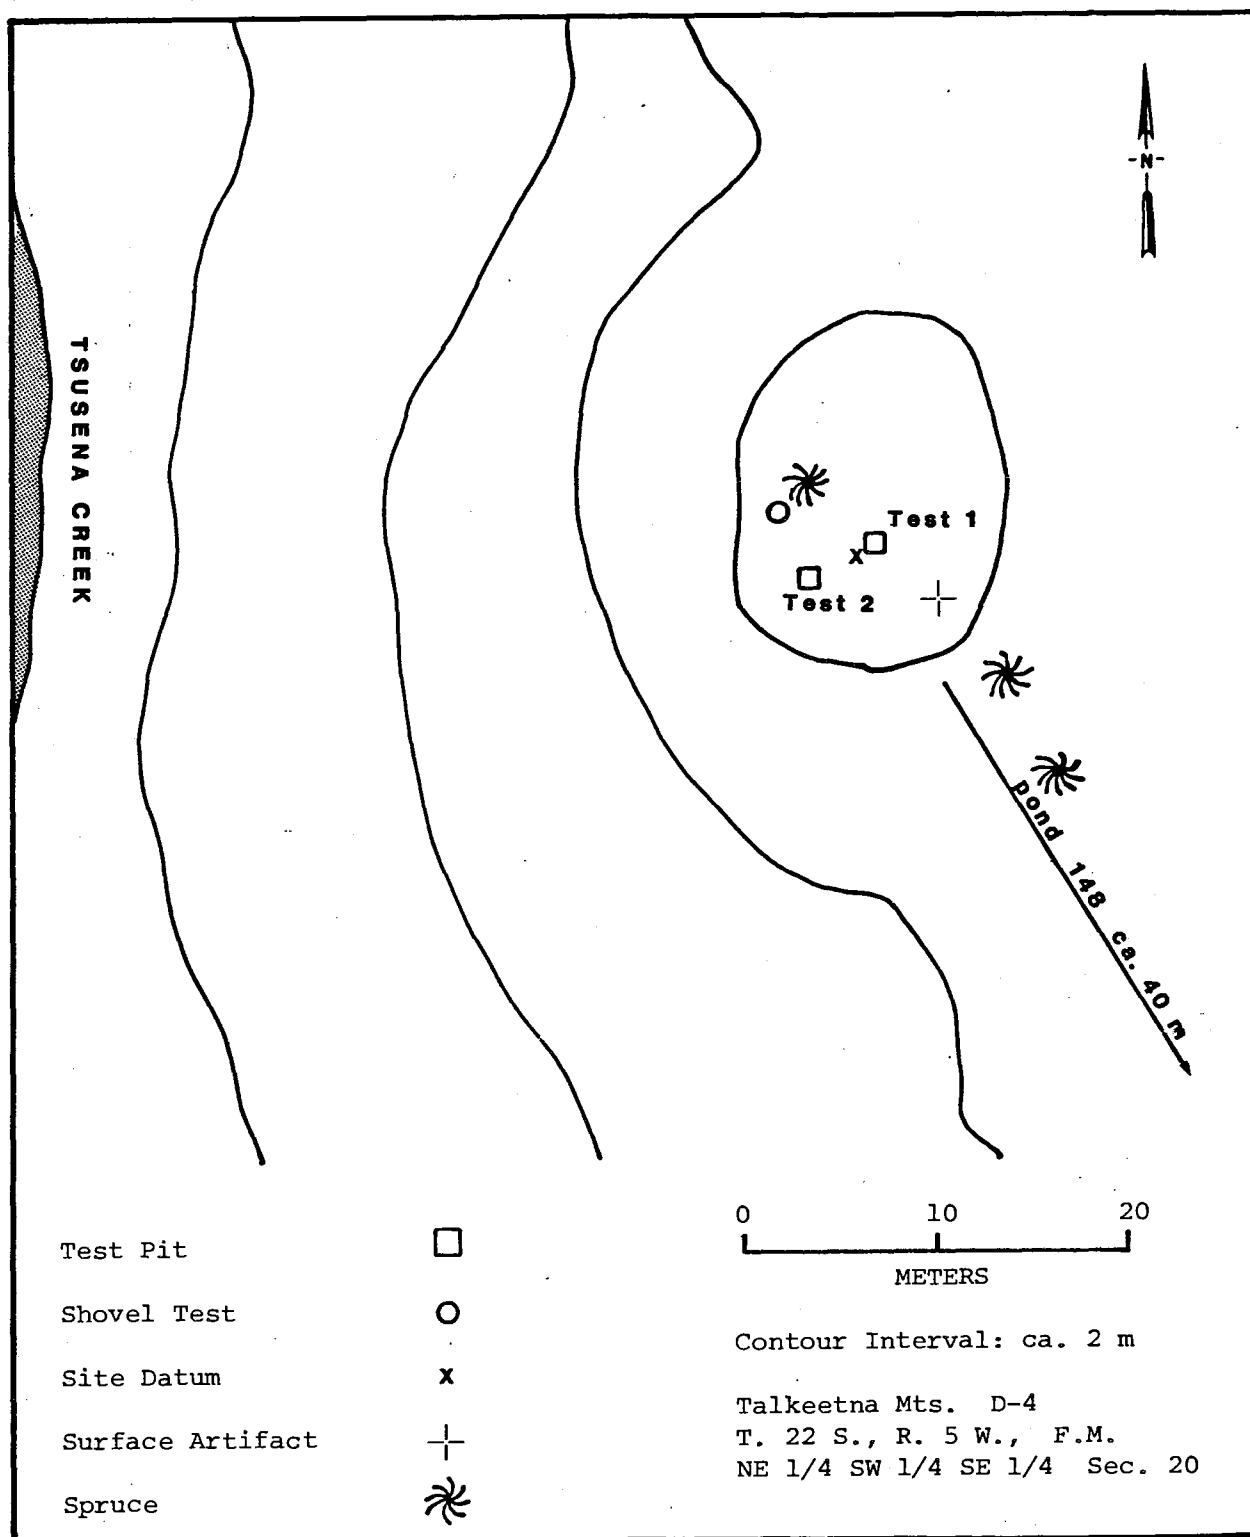 -N-
TSUSENA CREEK
Test 1
x
Test 2
pond 148 ca. 40 m
0 10 20
METERS
Test Pit
Shovel Test
Site Datum x
Surface Artifact
Spruce
Contour Interval: ca. 2 m
Talkeetna Mts. D-4
T. 22 S., R. 5 W., F.M.
NE 1/4 SW 1/4 SE 1/4 Sec. 20